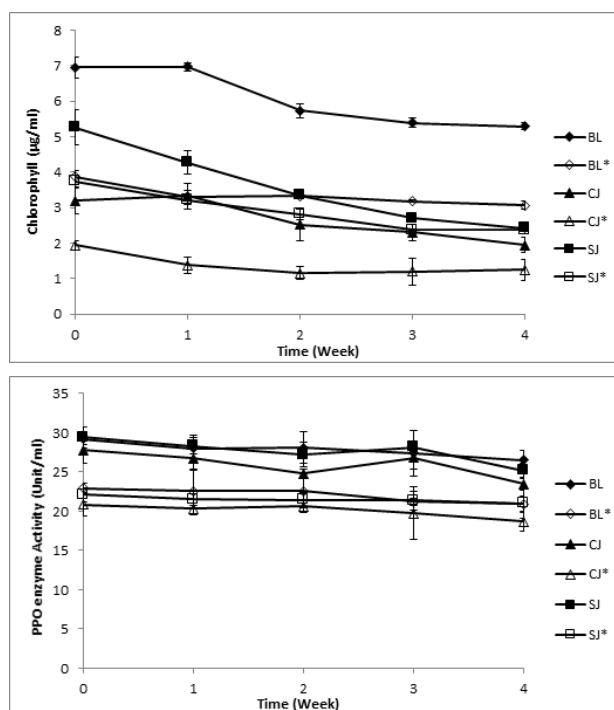 8
7
6
5
4
3
2
1
0
Chlorophyll (µg/ml)
0 1 2 3 4
Time (Week)
BL
BL*
CJ
CJ*
SJ
SJ*
35
30
25
20
15
10
5
0
PPO enzyme Activity (Unit/ml)
0 1 2 3 4
Time (Week)
BL
BL*
CJ
CJ*
SJ
SJ*